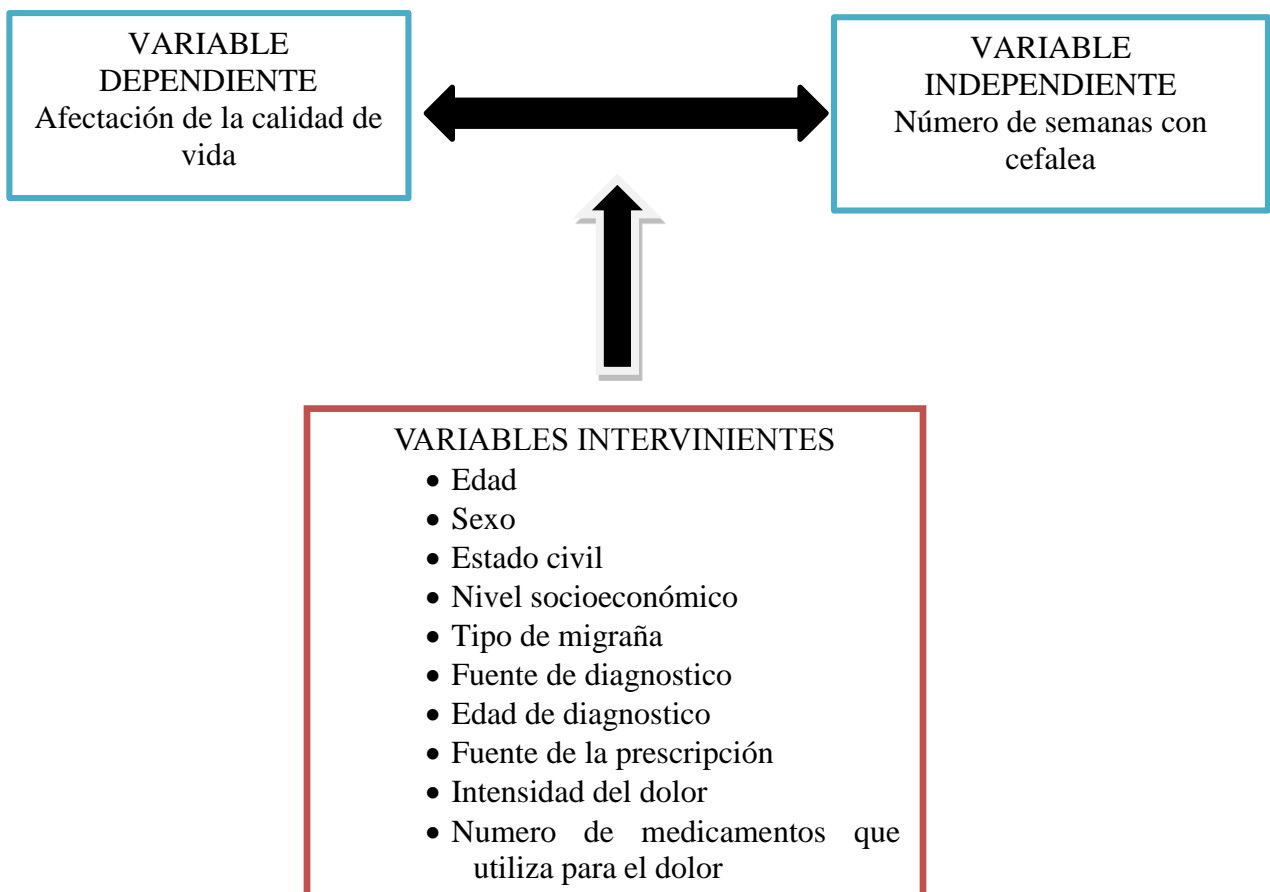 VARIABLE
DEPENDIENTE
Afectación de la calidad de
vida
VARIABLE
INDEPENDIENTE
Número de semanas con
cefalea
VARIABLES INTERVINIENTES
• Edad
• Sexo
• Estado civil
• Nivel socioeconómico
• Tipo de migraña
• Fuente de diagnostico
• Edad de diagnostico
• Fuente de la prescripción
• Intensidad del dolor
• Numero de medicamentos que
utiliza para el dolor